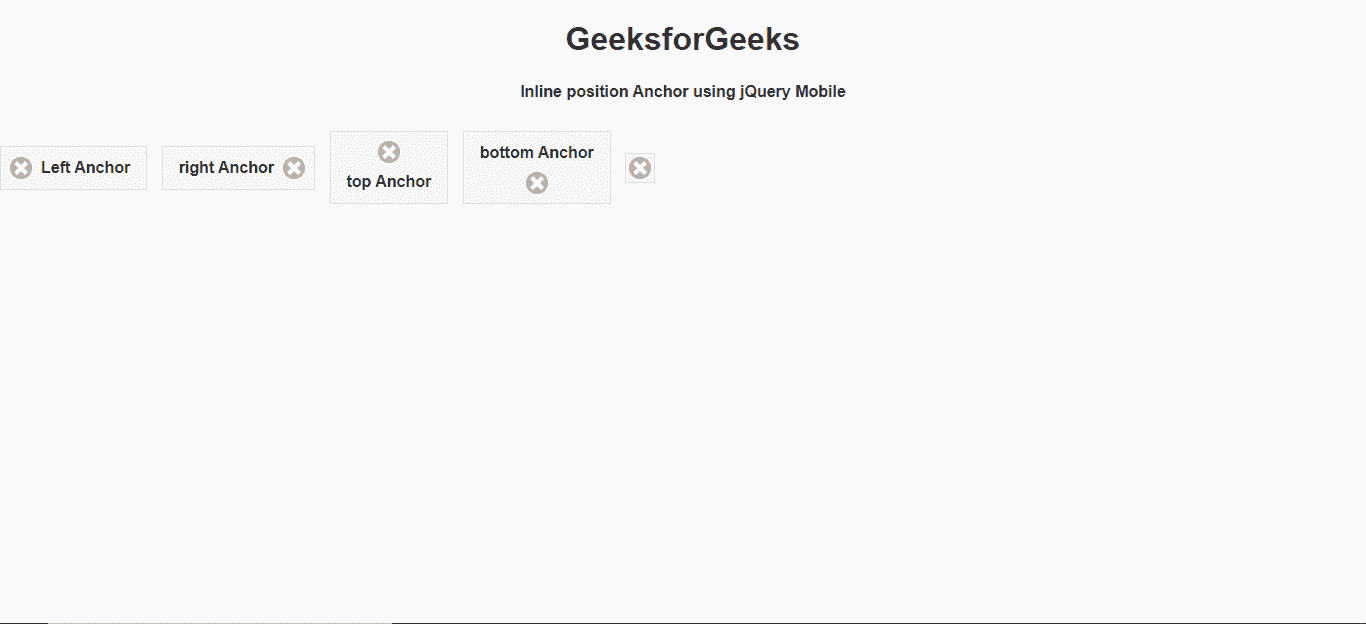 GeeksforGeeks
Inline position Anchor using jQuery Mobile
Left Anchor
right Anchor
top Anchor
bottom Anchor